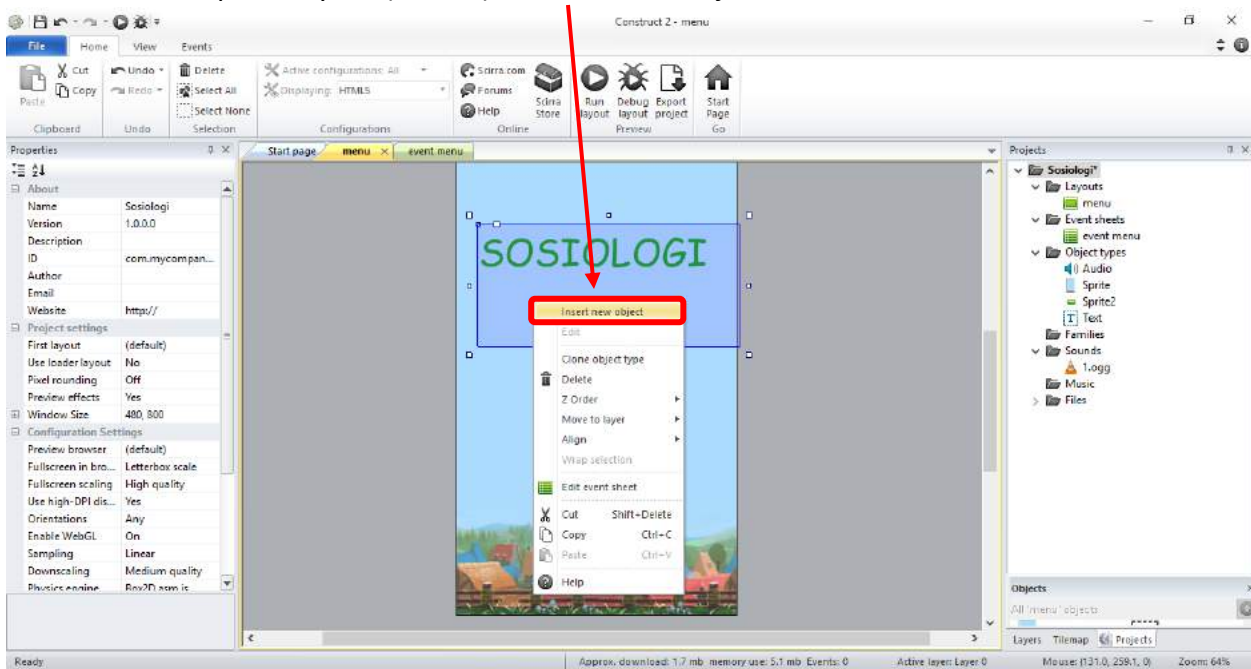 Construct 2 - menu
File Home View Events
Cut Undo Delete Active configurations: All Scirra.com
Copy Redo Select All Displaying: HTML5 Forums
Paste Select None Help Scirra Store Run layout Debug layout Export project Start Page
Clipboard Undo Selection Configurations Online Preview Go
Properties
Start page menu event menu
Projects
About
Name Sosiologi
Version 1.0.0.0
Description
ID com.mycompan...
Author
Email
Website http://
Project settings
First layout (default)
Use loader layout No
Pixel rounding Off
Preview effects Yes
Window Size 480, 800
Configuration Settings
Preview browser (default)
Fullscreen in bro... Letterbox scale
Fullscreen scaling High quality
Use high-DPI dis... Yes
Orientations Any
Enable WebGL On
Sampling Linear
Downscaling Medium quality
Physics engine Box2D asm.js
SOSIOLOGI
Insert new object
Edit
Clone object type
Delete
Z Order
Move to layer
Align
Wrap selection
Edit event sheet
Cut Shift+Delete
Copy Ctrl+C
Paste Ctrl+V
Help
Sosiologi*
Layouts
menu
Event sheets
event menu
Object types
Audio
Sprite
Sprite2
T Text
Families
Sounds
1.ogg
Music
Files
Objects
All 'menu' objects
Layers Tilemap Projects
Ready Approx. download: 1.7 mb memory use: 5.1 mb Events: 0 Active layer: Layer 0 Mouse: (131.0, 259.1, 0) Zoom: 64%